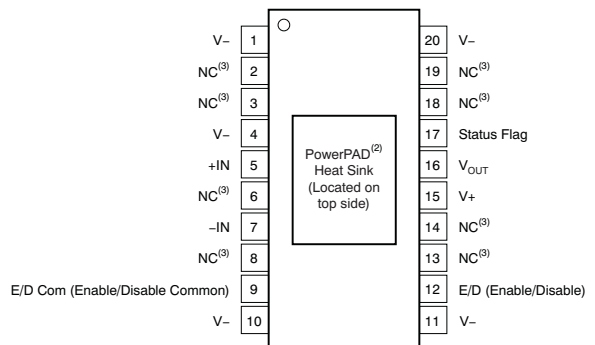 V− 1 20 V−
NC(3) 2 19 NC(3)
NC(3) 3 18 NC(3)
V− 4 17 Status Flag
PowerPAD(2)
Heat Sink
(Located on
top side)
+IN 5 16 VOUT
NC(3) 6 15 V+
−IN 7 14 NC(3)
NC(3) 8 13 NC(3)
E/D Com (Enable/Disable Common) 9 12 E/D (Enable/Disable)
V− 10 11 V−